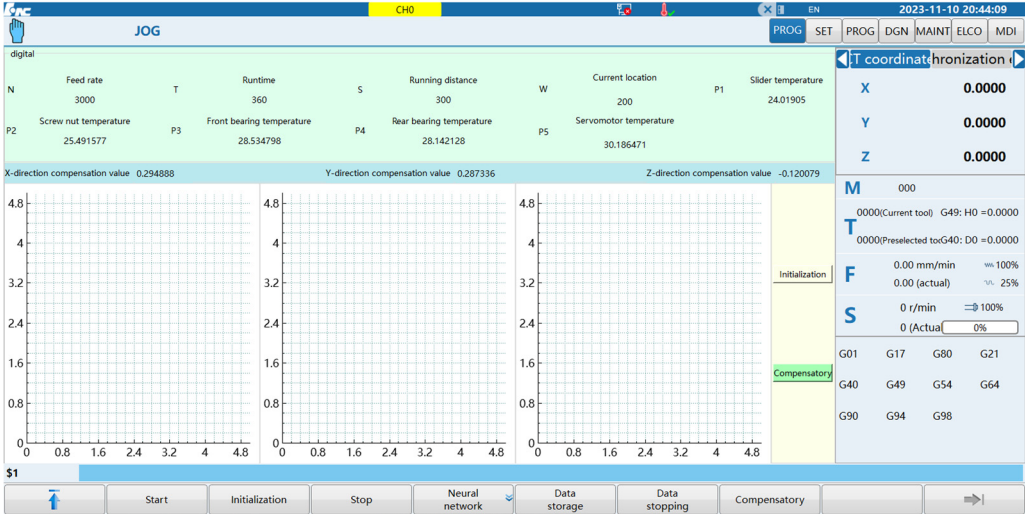 CH0 EN 2023-11-10 20:44:09
JOG PROG SET PROG DGN MAINT ELCO MDI
digital
N Feed rate T Runtime S Running distance W Current location P1 Slider temperature
3000 360 300 200 24.01905
P2 Screw nut temperature P3 Front bearing temperature P4 Rear bearing temperature P5 Servomotor temperature
25.491577 28.534798 28.142128 30.186471
X-direction compensation value 0.294888 Y-direction compensation value 0.287336 Z-direction compensation value -0.120079
4.8 4.8 4.8
4 4 4
3.2 3.2 3.2
2.4 2.4 2.4
1.6 1.6 1.6
0.8 0.8 0.8
0 0 0
0 0.8 1.6 2.4 3.2 4 4.8 0 0.8 1.6 2.4 3.2 4 4.8 0 0.8 1.6 2.4 3.2 4 4.8
Initialization
Compensatory
coordinate hronization
X 0.0000
Y 0.0000
Z 0.0000
M 000
T 0000(Current tool) G49: H0 =0.0000
0000(Preselected tooG40: D0 =0.0000
F 0.00 mm/min 100%
0.00 (actual) 25%
S 0 r/min 100%
0 (Actual 0%
G01 G17 G80 G21
G40 G49 G54 G64
G90 G94 G98
$1
Start Initialization Stop Neural network Data storage Data stopping Compensatory